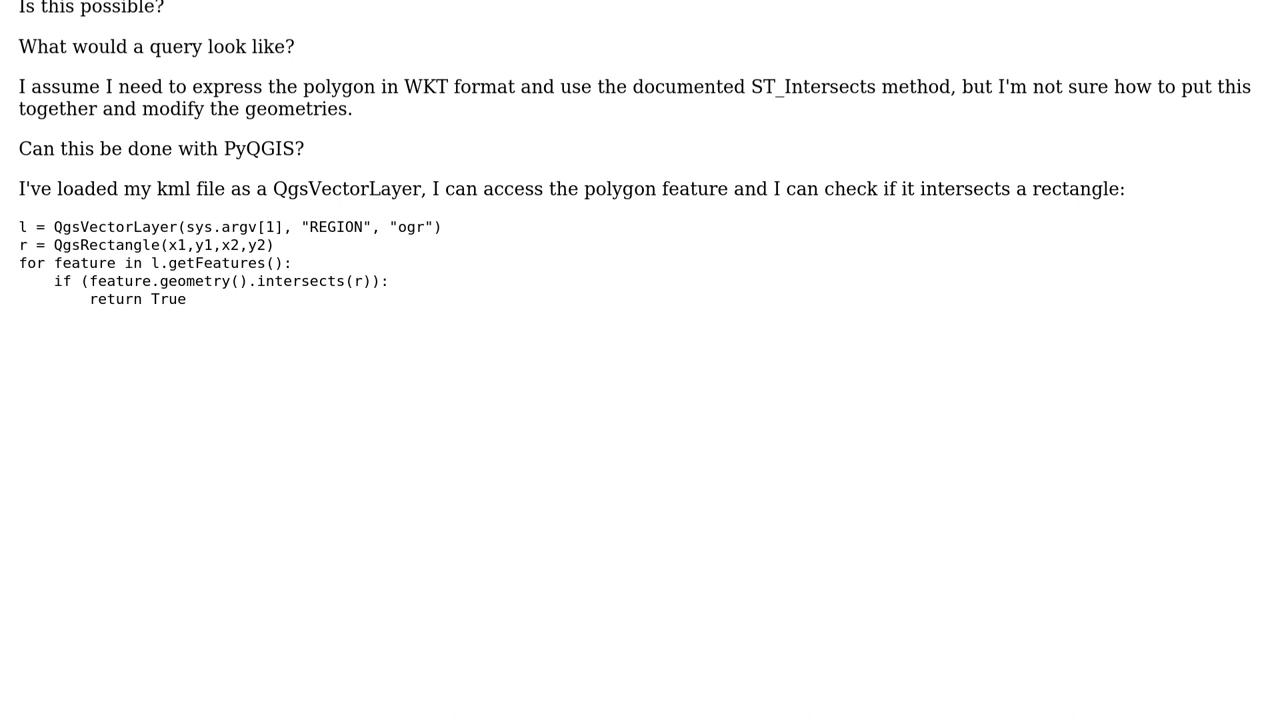 Is this possible?
What would a query look like?
I assume I need to express the polygon in WKT format and use the documented ST_Intersects method, but I'm not sure how to put this
together and modify the geometries.
Can this be done with PyQGIS?
I've loaded my kml file as a QgsVectorLayer, I can access the polygon feature and I can check if it intersects a rectangle:
l = QgsVectorLayer(sys.argv[1], "REGION", "ogr")
r = QgsRectangle(x1,y1,x2,y2)
for feature in l.getFeatures():
    if (feature.geometry().intersects(r)):
        return True